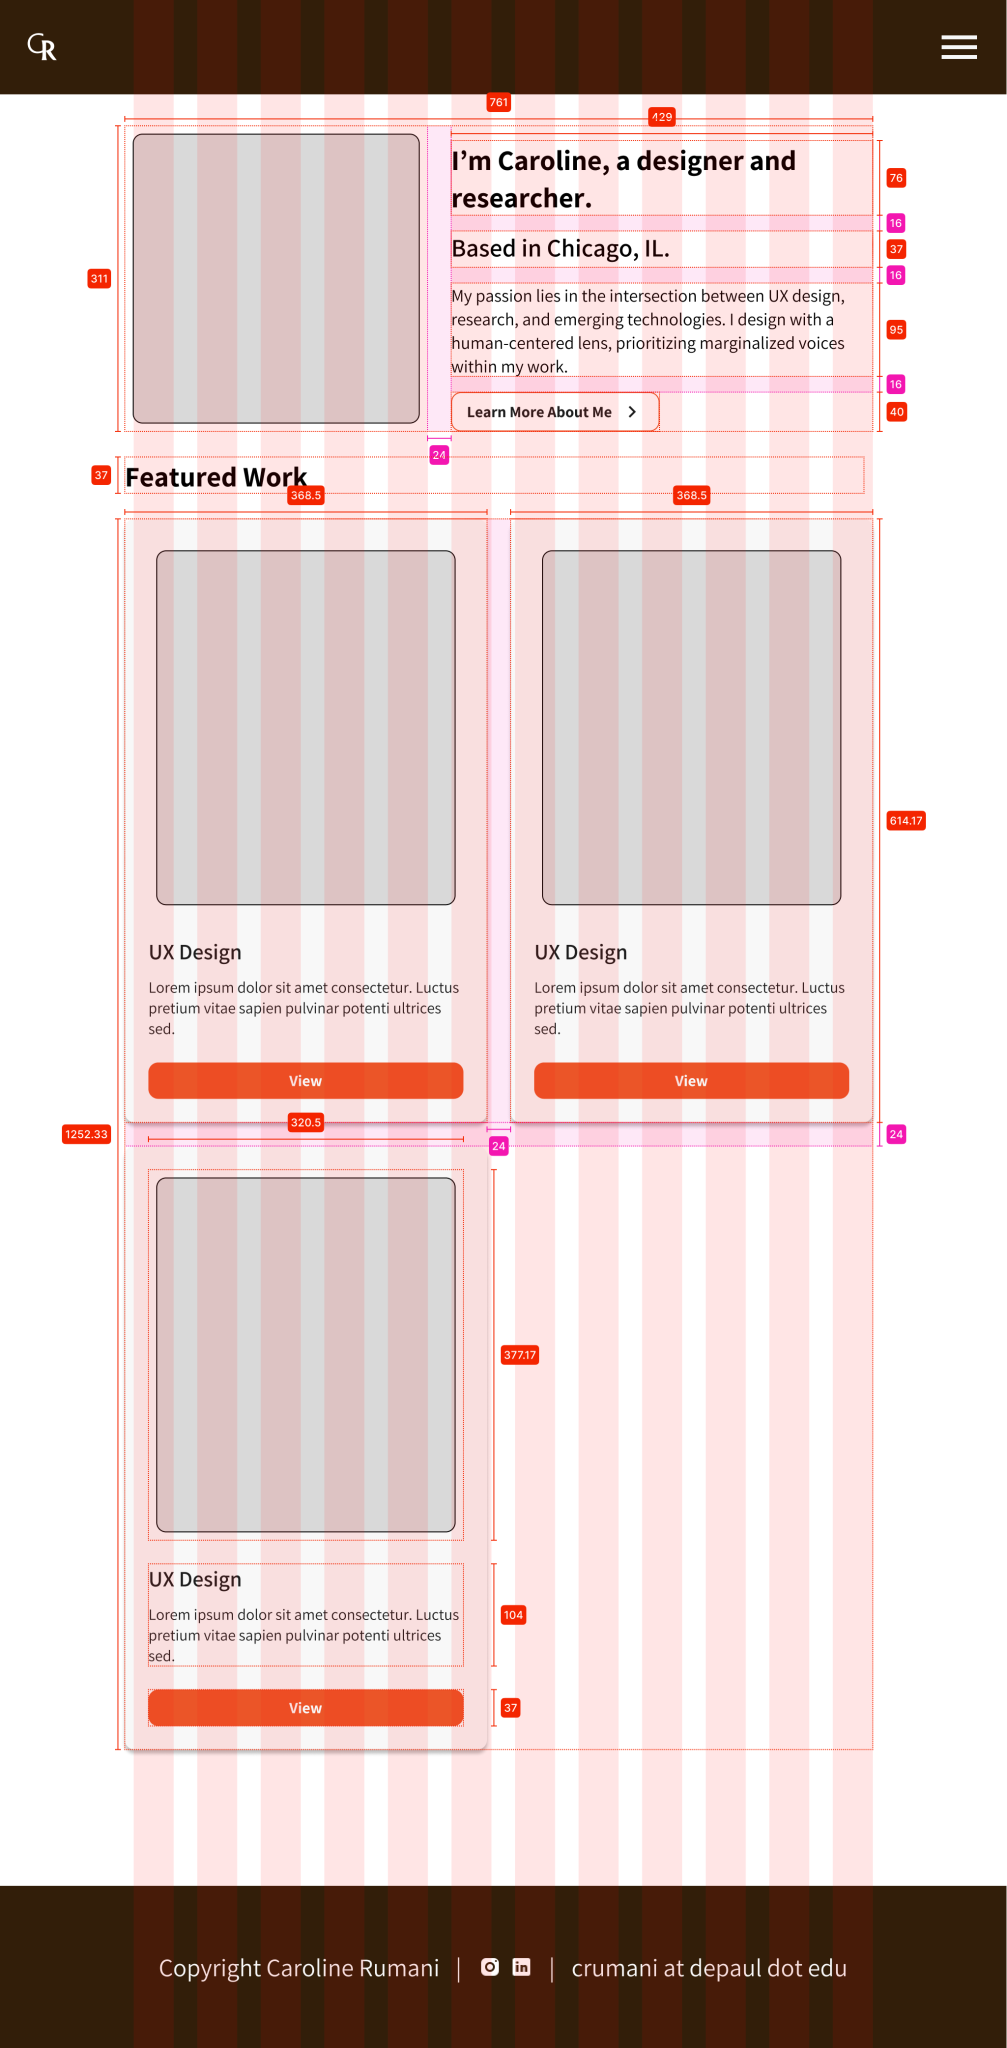 CR
761
429
I'm Caroline, a designer and
researcher.
76
16
Based in Chicago, IL.
37
16
311
My passion lies in the intersection between UX design,
research, and emerging technologies. I design with a
human-centered lens, prioritizing marginalized voices
within my work.
95
16
Learn More About Me
40
24
37
Featured Work
368.5
368.5
614.17
UX Design
Lorem ipsum dolor sit amet consectetur. Luctus
pretium vitae sapien pulvinar potenti ultrices
sed.
View
UX Design
Lorem ipsum dolor sit amet consectetur. Luctus
pretium vitae sapien pulvinar potenti ultrices
sed.
View
320.5
1252.33
24
24
377.17
UX Design
Lorem ipsum dolor sit amet consectetur. Luctus
pretium vitae sapien pulvinar potenti ultrices
sed.
104
View
37
Copyright Caroline Rumani | in | crumani at depaul dot edu